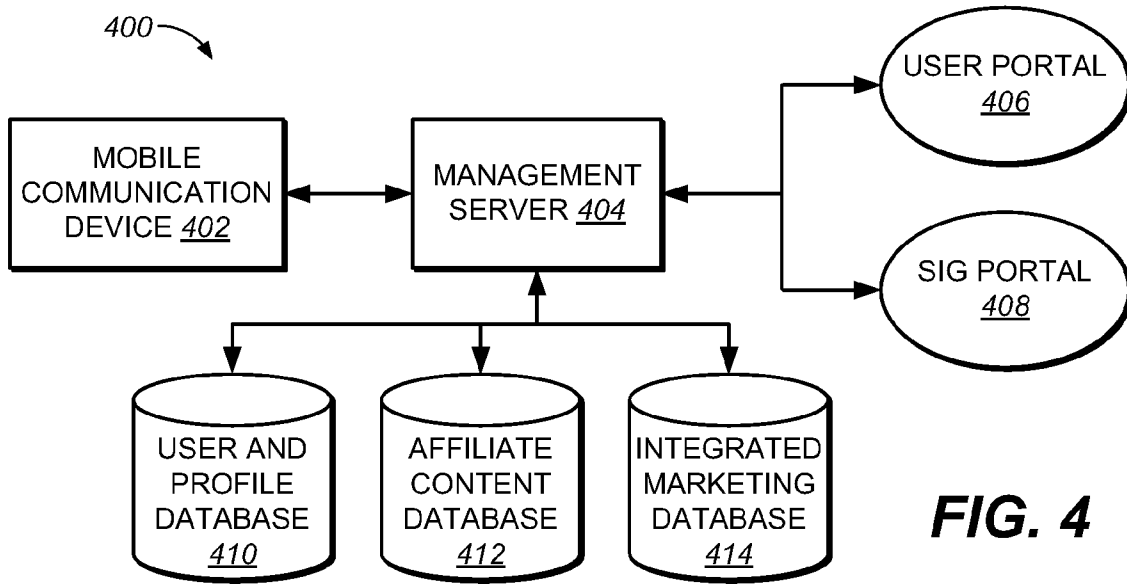 400
MOBILE
COMMUNICATION
DEVICE 402
MANAGEMENT
SERVER 404
USER PORTAL
406
SIG PORTAL
408
USER AND
PROFILE
DATABASE
410
AFFILIATE
CONTENT
DATABASE
412
INTEGRATED
MARKETING
DATABASE
414
FIG. 4